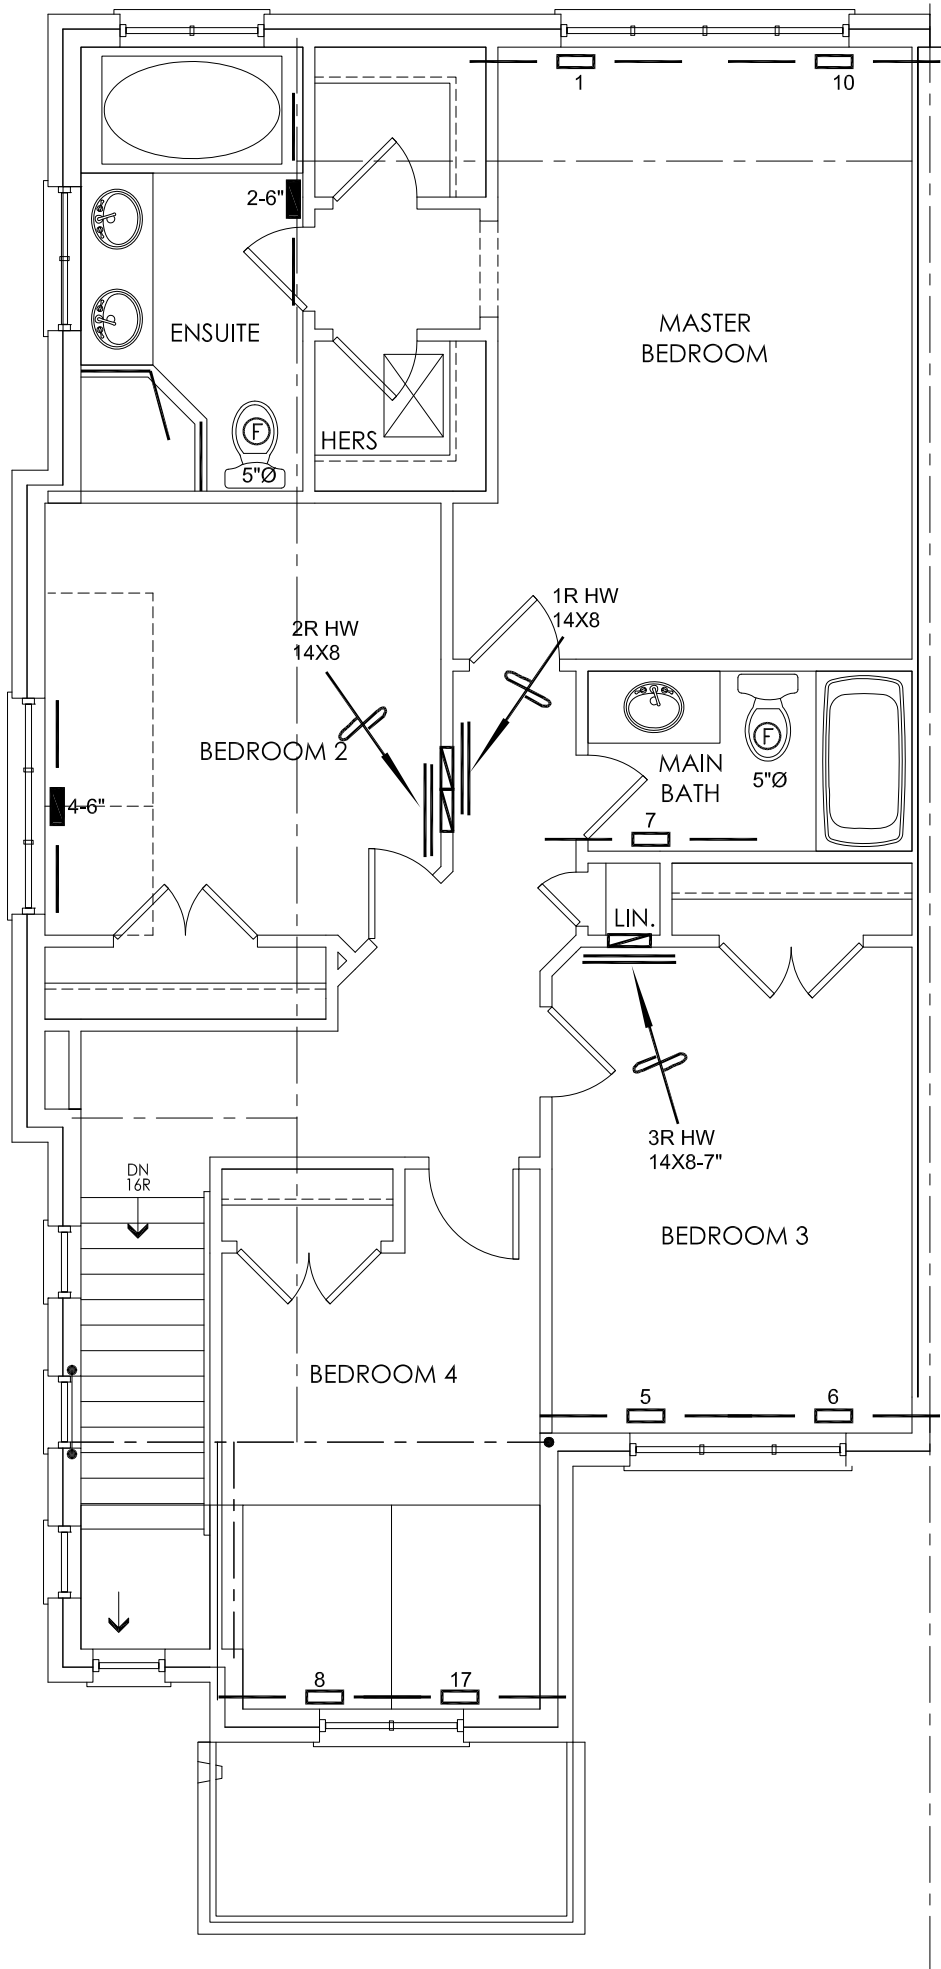 1
10
2-6"
ENSUITE
MASTER
BEDROOM
HERS
F
5"Ø
1R HW
14X8
2R HW
14X8
BEDROOM 2
F
MAIN
BATH
5"Ø
4-6"
7
LIN.
3R HW
14X8-7"
DN
16R
BEDROOM 3
BEDROOM 4
5
6
8
17